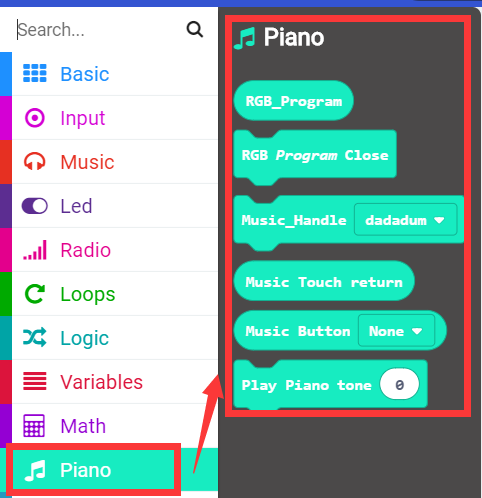 Search...
Basic
Input
Music
Led
Radio
Loops
Logic
Variables
Math
Piano
Piano
RGB_Program
RGB Program Close
Music_Handle dadadum
Music Touch return
Music Button None
Play Piano tone 0